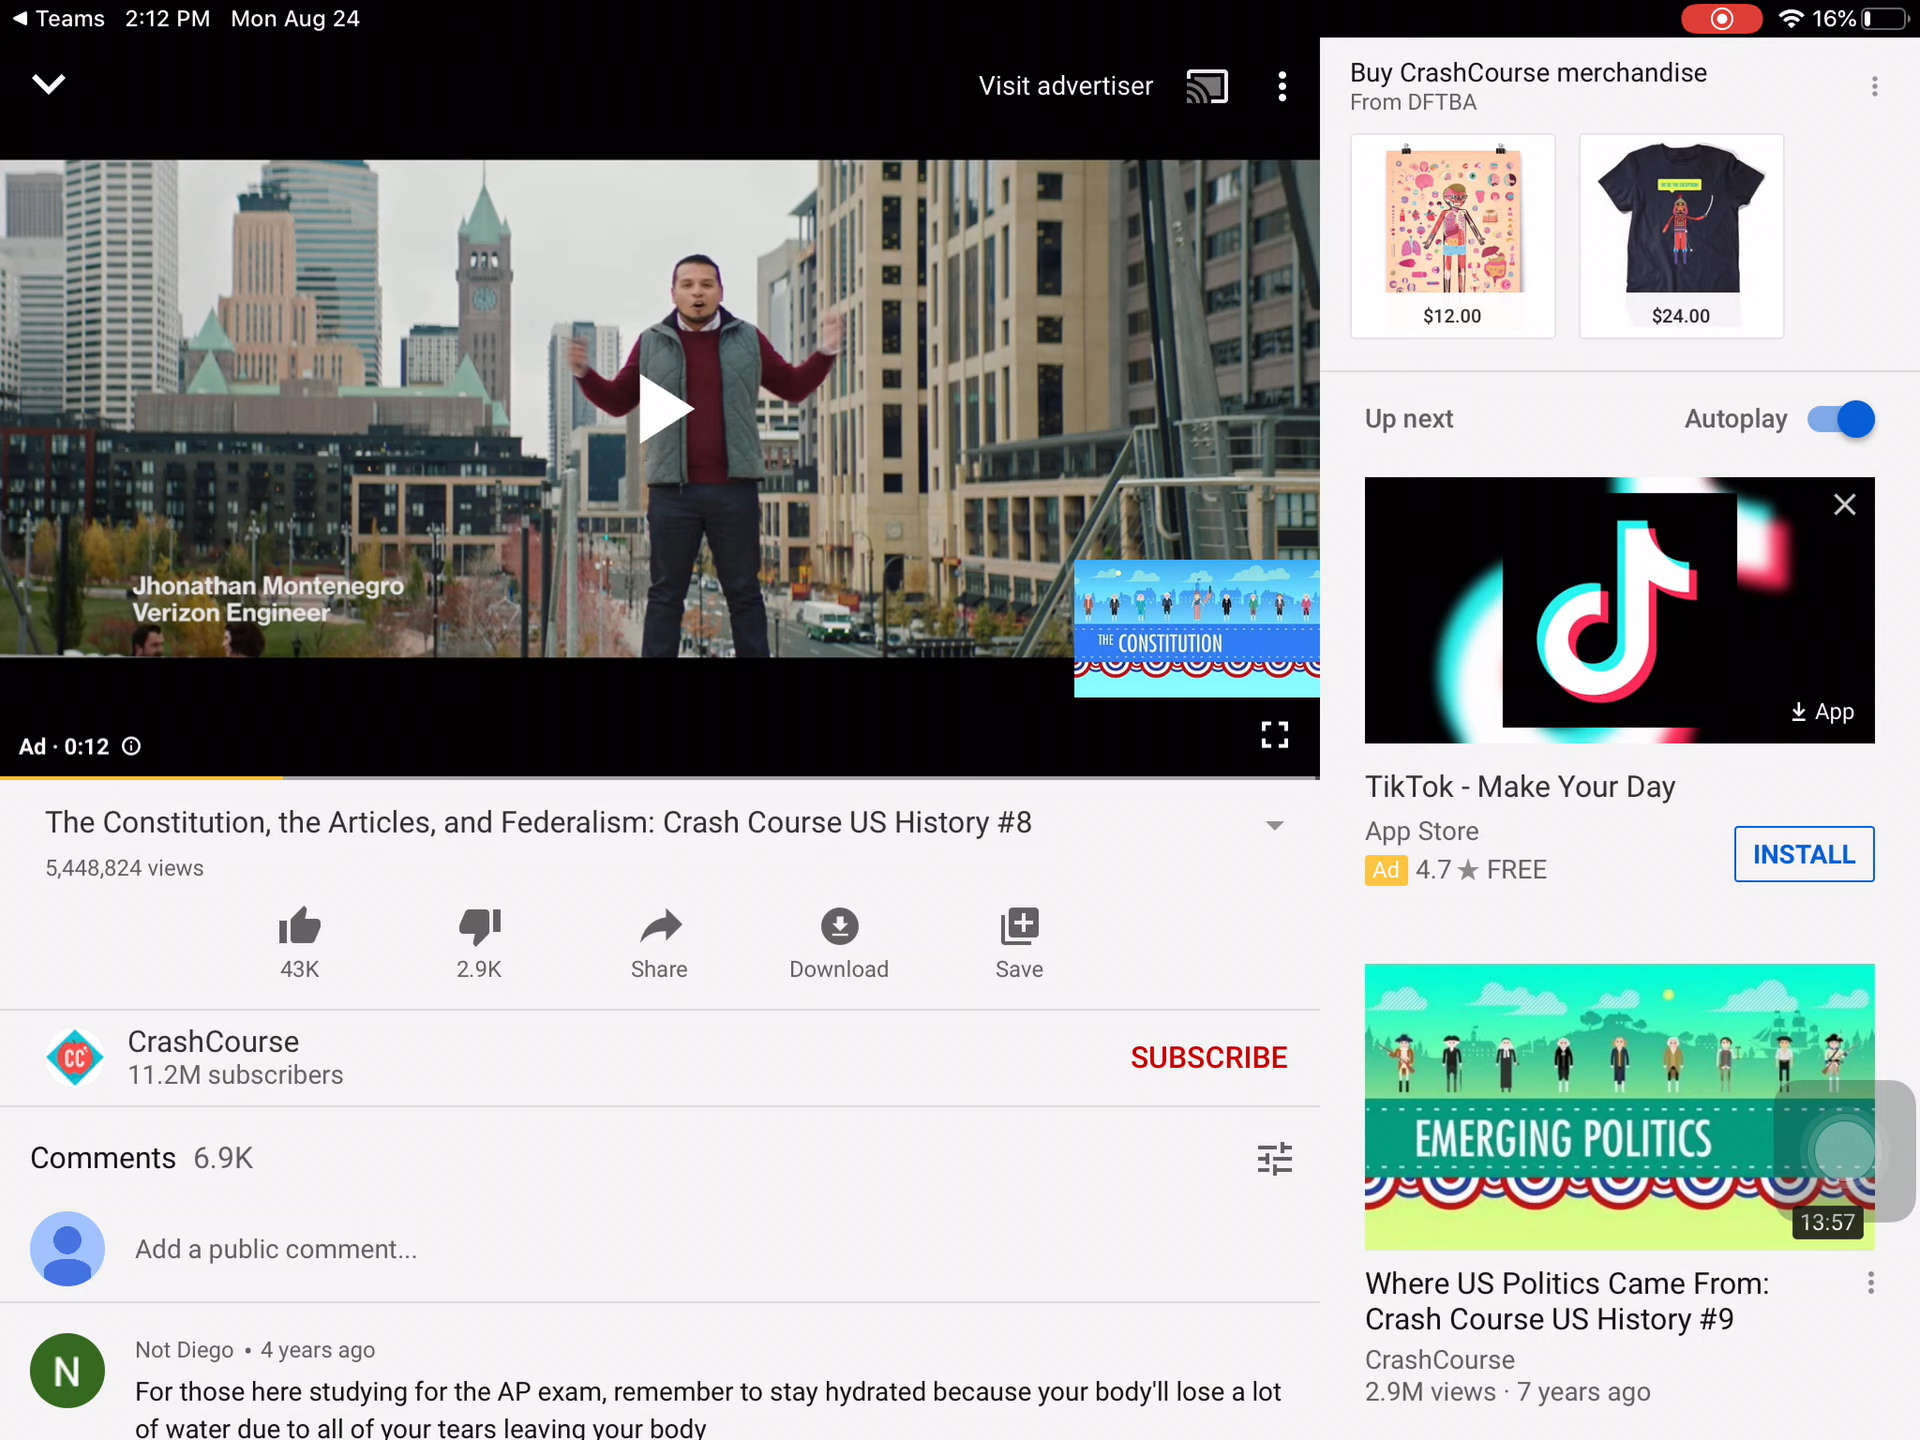 Teams 2:12 PM Mon Aug 24
16%
Visit advertiser
Jhonathan Montenegro
Verizon Engineer
THE CONSTITUTION
Ad · 0:12
The Constitution, the Articles, and Federalism: Crash Course US History #8
5,448,824 views
43K
2.9K
Share
Download
Save
CC
CrashCourse
11.2M subscribers
SUBSCRIBE
Comments 6.9K
Add a public comment...
N
Not Diego • 4 years ago
For those here studying for the AP exam, remember to stay hydrated because your body'll lose a lot
of water due to all of your tears leaving your body
Buy CrashCourse merchandise
From DFTBA
$12.00
$24.00
Up next
Autoplay
App
TikTok - Make Your Day
App Store
Ad 4.7 ★ FREE
INSTALL
EMERGING POLITICS
13:57
Where US Politics Came From:
Crash Course US History #9
CrashCourse
2.9M views · 7 years ago